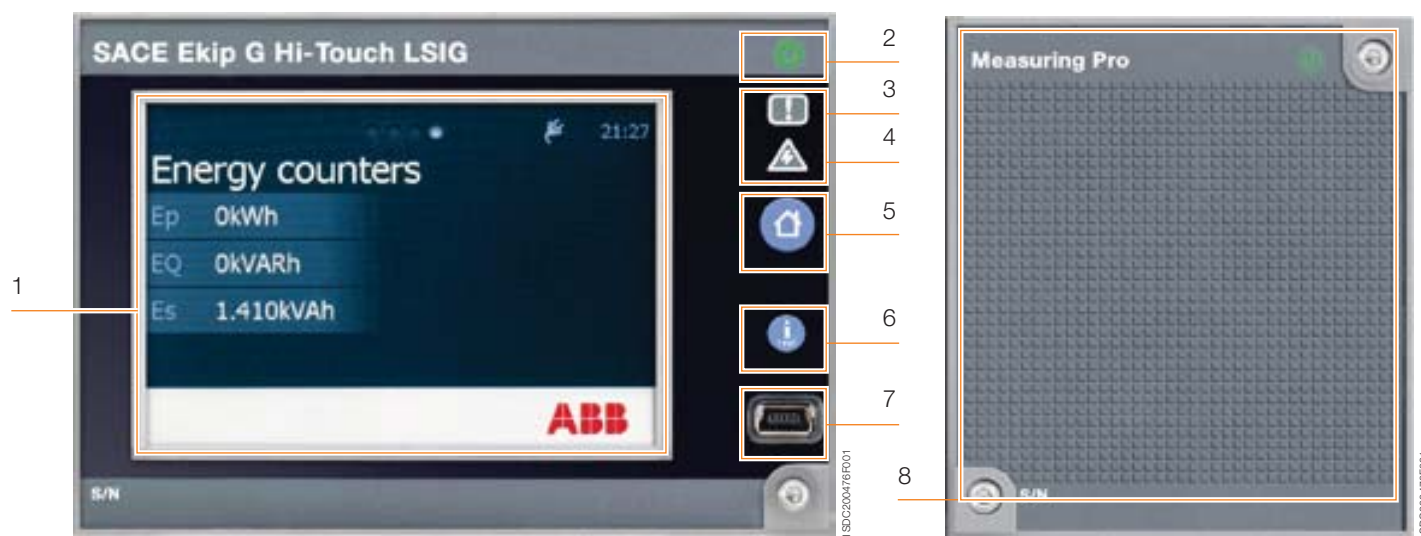 SACE Ekip G Hi-Touch LSIG
21:27
Energy counters
Ep 0kWh
EQ 0kVARh
Es 1.410kVAh
ABB
S/N
1
2
3
4
5
6
7
8
1SDC200476F001
Measuring Pro
S/N